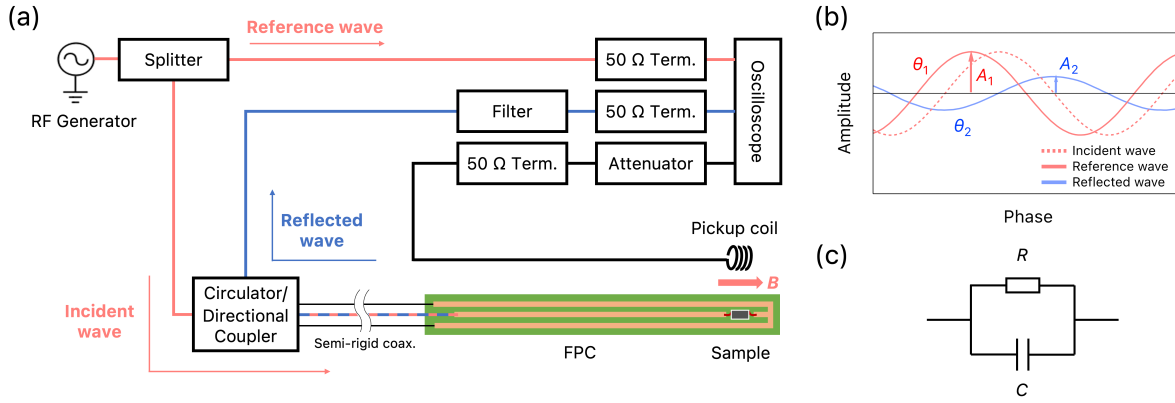 (a)
Reference wave
Splitter
RF Generator
50 Ω Term.
Filter
50 Ω Term.
50 Ω Term.
Attenuator
Oscilloscope
Reflected
wave
Pickup coil
B
Incident
wave
Circulator/
Directional
Coupler
Semi-rigid coax.
FPC
Sample
(b)
Amplitude
θ1
A1
A2
θ2
Incident wave
Reference wave
Reflected wave
Phase
(c)
R
C